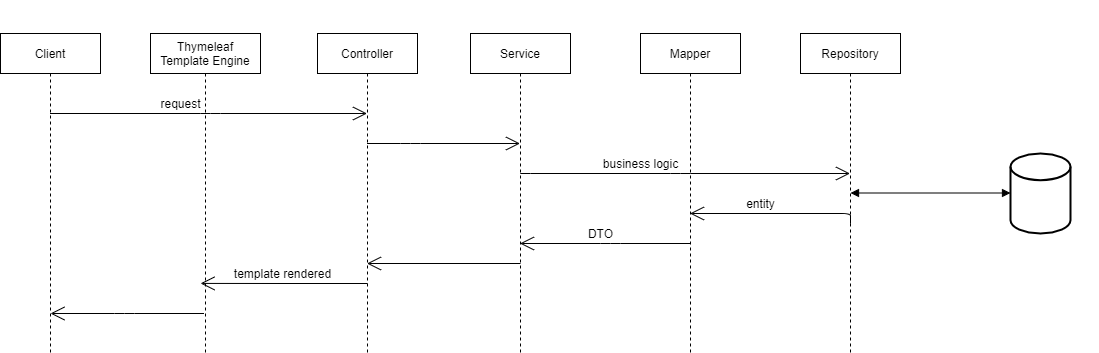 Client
Thymeleaf
Template Engine
Controller
Service
Mapper
Repository
request
business logic
entity
DTO
template rendered